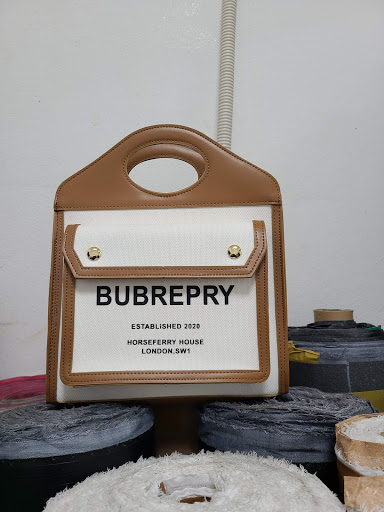 BUBREPRY
ESTABLISHED 2020
HORSEFERRY HOUSE
LONDON,SW1